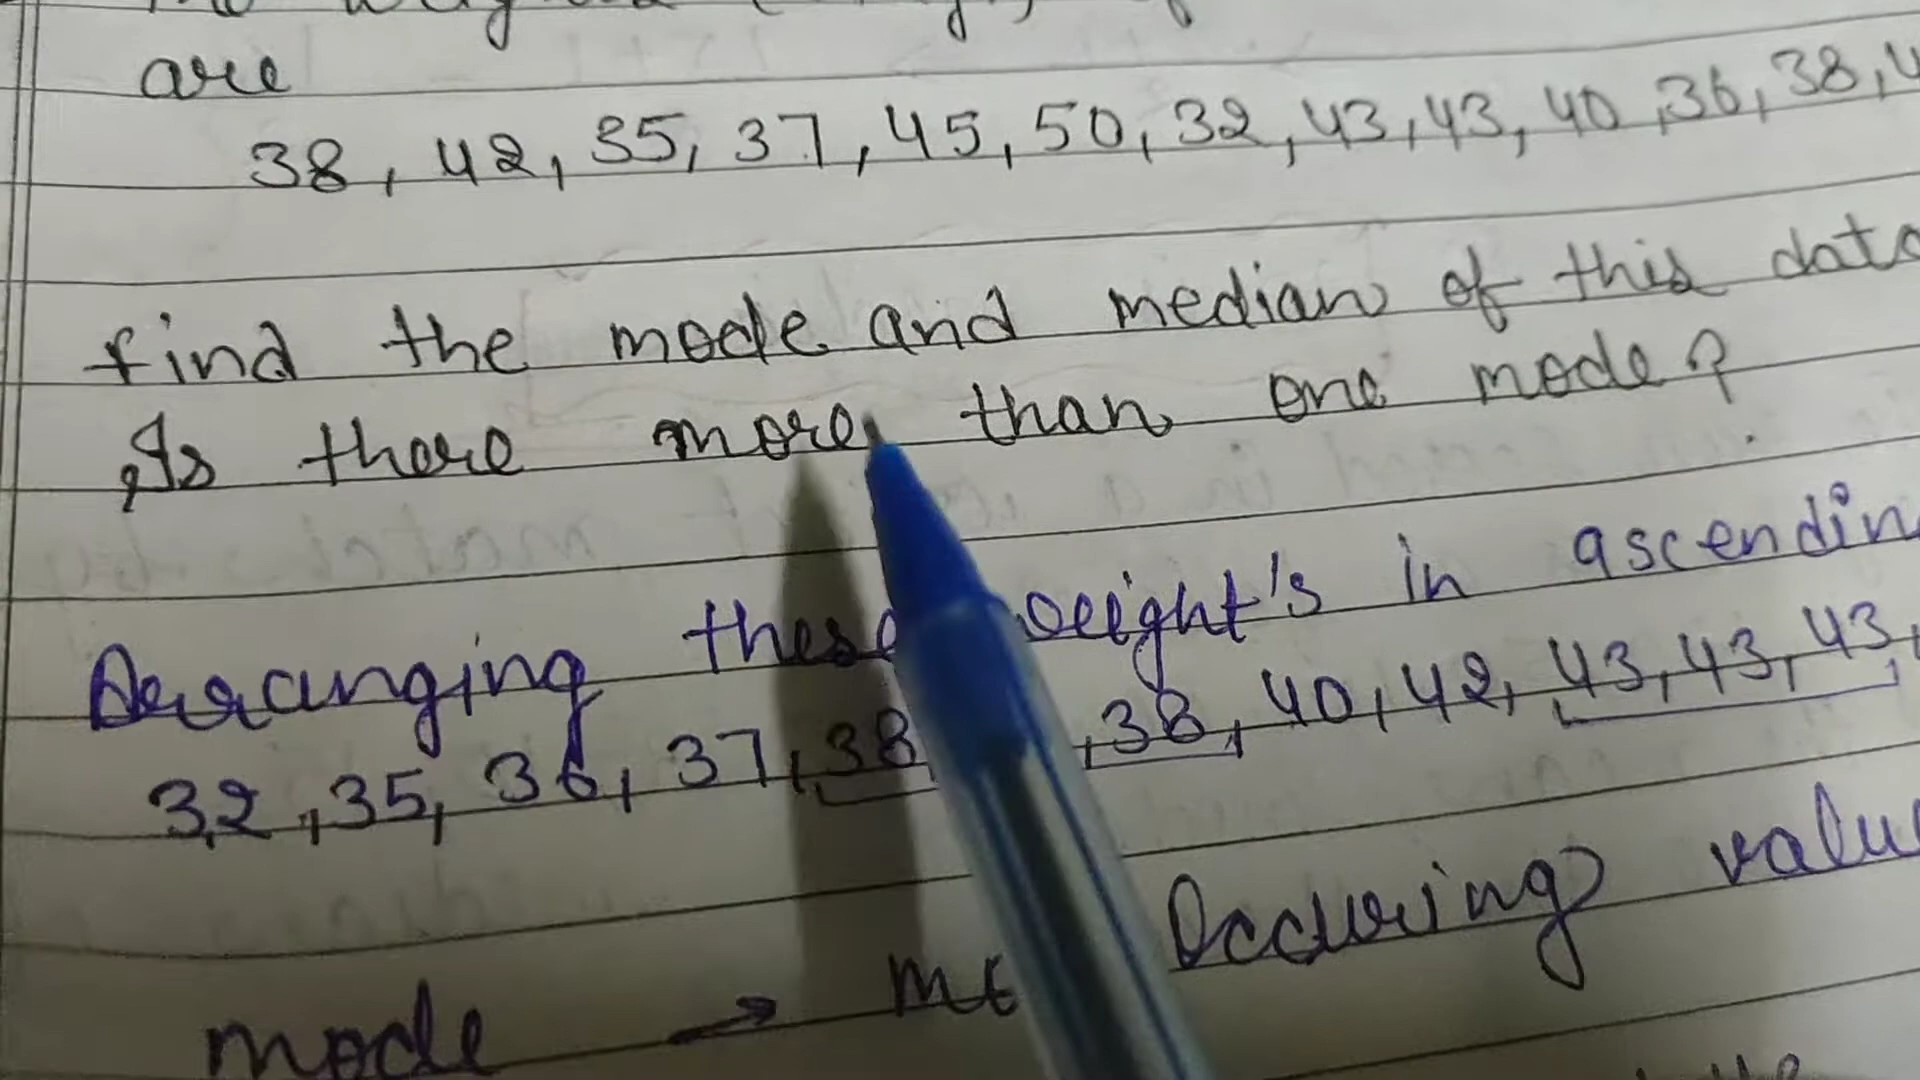 are
38, 42, 35, 37, 45, 50, 32, 43, 43, 40, 36, 38, 4
find the mode and median of this data
Is there more than one mode?
Arranging these weight's in ascendin
32, 35, 36, 37, 38, 38, 40, 42, 43, 43, 43,
mode → Occuring valu